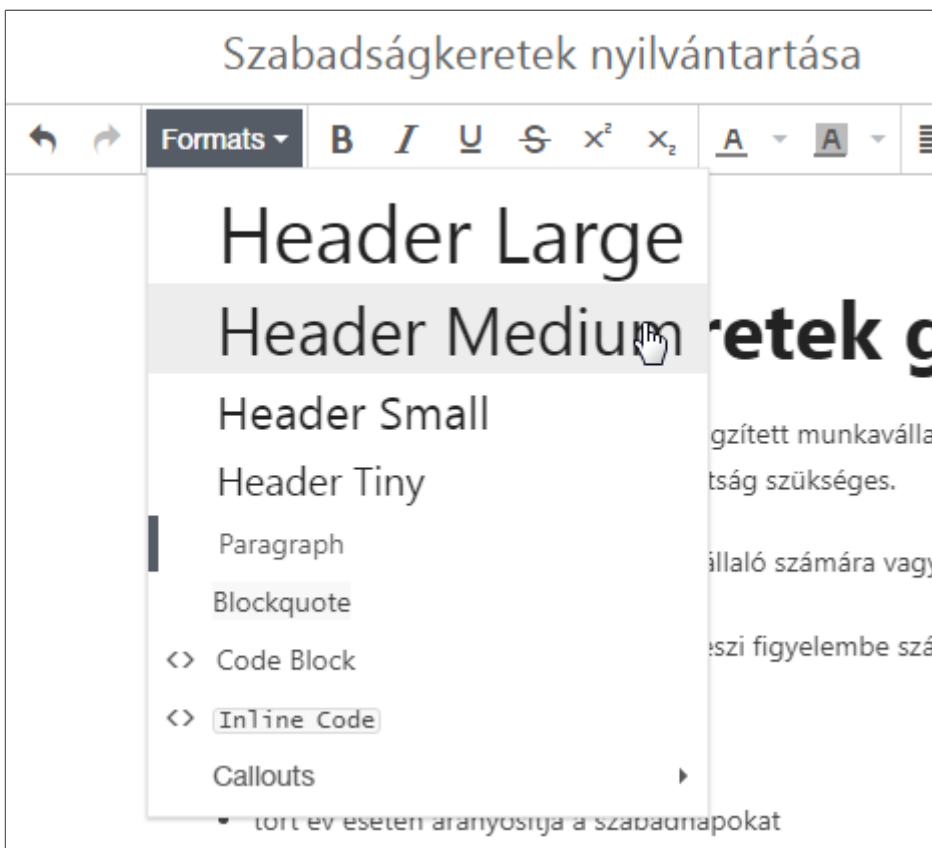 Szabadságkeretek nyilvántartása
Formats B I U S x² x₂ A A
Header Large
Header Medium
retek g
Header Small
gzített munkaválla
Header Tiny
tság szükséges.
Paragraph
állaló számára vagy
Blockquote
<> Code Block
eszi figyelembe szá
<> Inline Code
Callouts
• tört év esetén arányosítja a szabadnapokat